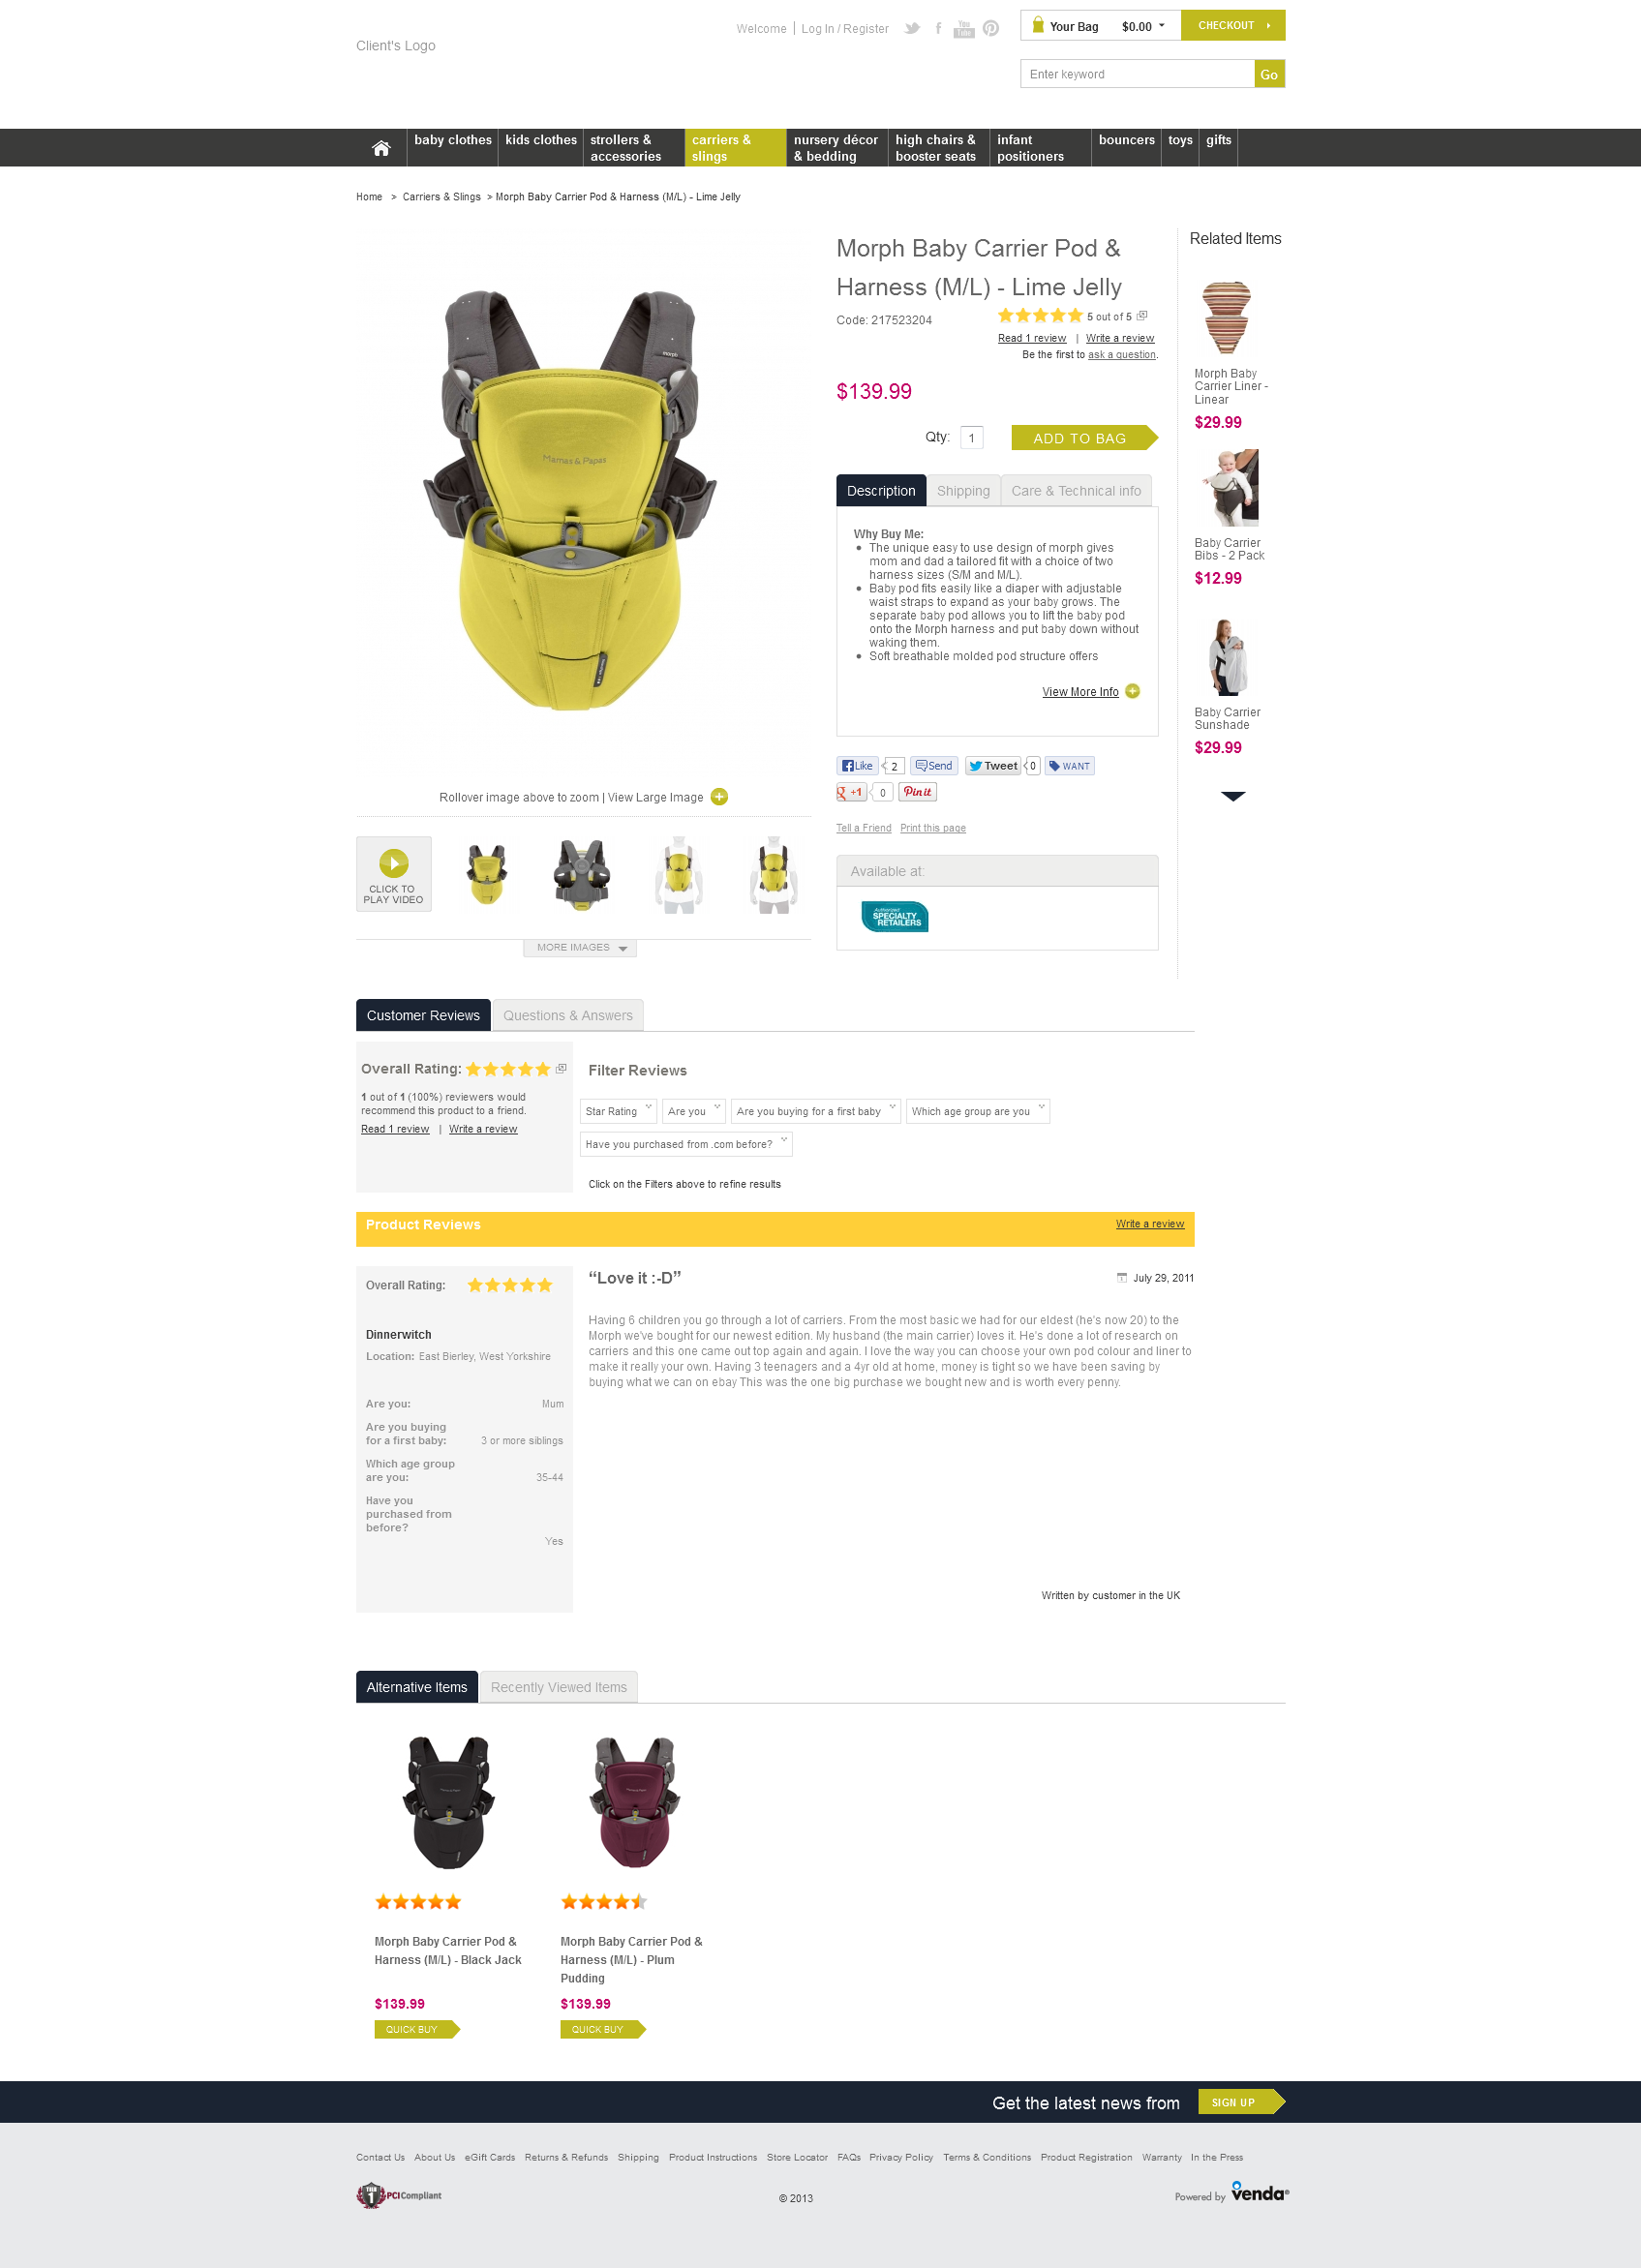 Client's Logo
Welcome | Log In / Register
You Tube
Your Bag $0.00 CHECKOUT
Enter keyword Go
baby clothes kids clothes strollers & accessories carriers & slings nursery décor & bedding high chairs & booster seats infant positioners bouncers toys gifts
Home > Carriers & Slings > Morph Baby Carrier Pod & Harness (M/L) - Lime Jelly
morph
Mamas & Papas
Rollover image above to zoom | View Large Image
CLICK TO
PLAY VIDEO
MORE IMAGES
Morph Baby Carrier Pod &
Harness (M/L) - Lime Jelly
Code: 217523204
5 out of 5
Read 1 review | Write a review
Be the first to ask a question.
$139.99
Qty: 1 ADD TO BAG
Description Shipping Care & Technical info
Why Buy Me:
The unique easy to use design of morph gives
mom and dad a tailored fit with a choice of two
harness sizes (S/M and M/L).
Baby pod fits easily like a diaper with adjustable
waist straps to expand as your baby grows. The
separate baby pod allows you to lift the baby pod
onto the Morph harness and put baby down without
waking them.
Soft breathable molded pod structure offers
View More Info
Like 2 Send Tweet 0 WANT
+1 0 Pin it
Tell a Friend Print this page
Available at:
Authorized
SPECIALTY
RETAILERS
Related Items
Morph Baby
Carrier Liner -
Linear
$29.99
Baby Carrier
Bibs - 2 Pack
$12.99
Baby Carrier
Sunshade
$29.99
Customer Reviews Questions & Answers
Overall Rating:
1 out of 1 (100%) reviewers would
recommend this product to a friend.
Read 1 review | Write a review
Filter Reviews
Star Rating Are you Are you buying for a first baby Which age group are you
Have you purchased from .com before?
Click on the Filters above to refine results
Product Reviews Write a review
Overall Rating:
Dinnerwitch
Location: East Bierley, West Yorkshire
Are you: Mum
Are you buying
for a first baby: 3 or more siblings
Which age group
are you: 35-44
Have you
purchased from
before?
Yes
“Love it :-D” July 29, 2011
Having 6 children you go through a lot of carriers. From the most basic we had for our eldest (he's now 20) to the
Morph we've bought for our newest edition. My husband (the main carrier) loves it. He's done a lot of research on
carriers and this one came out top again and again. I love the way you can choose your own pod colour and liner to
make it really your own. Having 3 teenagers and a 4yr old at home, money is tight so we have been saving by
buying what we can on ebay This was the one big purchase we bought new and is worth every penny.
Written by customer in the UK
Alternative Items Recently Viewed Items
Morph Baby Carrier Pod &
Harness (M/L) - Black Jack
$139.99
QUICK BUY
Morph Baby Carrier Pod &
Harness (M/L) - Plum
Pudding
$139.99
QUICK BUY
Get the latest news from SIGN UP
Contact Us About Us eGift Cards Returns & Refunds Shipping Product Instructions Store Locator FAQs Privacy Policy Terms & Conditions Product Registration Warranty In the Press
1 PCI Compliant
© 2013
Powered by venda®